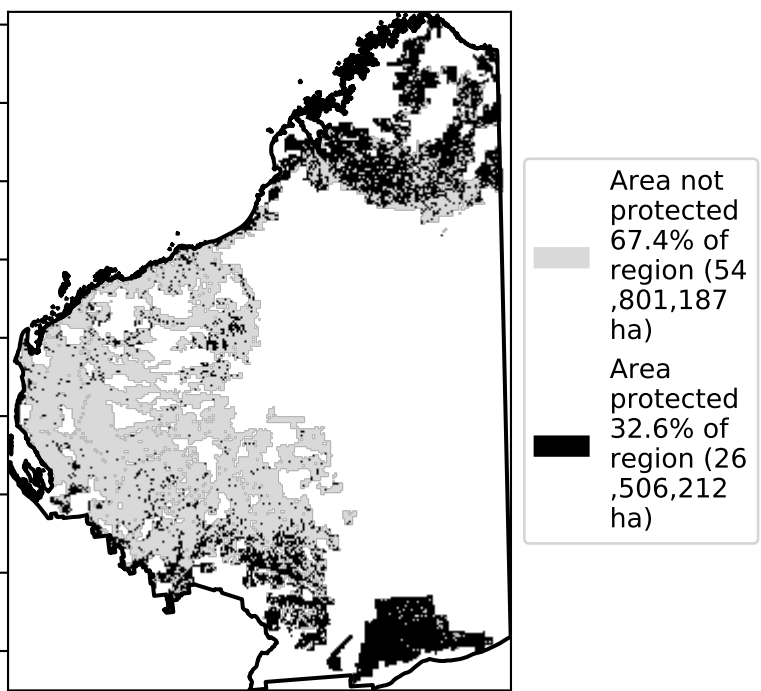 Area not
protected
67.4% of
region (54
,801,187
ha)
Area
protected
32.6% of
region (26
,506,212
ha)